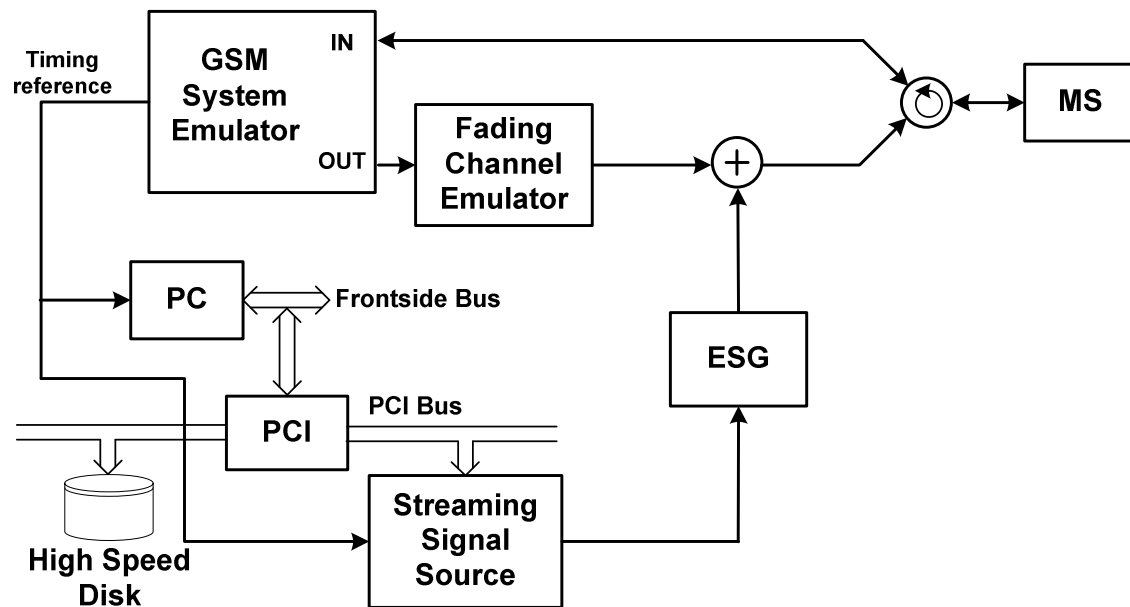 Timing
reference
GSM
System
Emulator
IN
OUT
Fading
Channel
Emulator
+
MS
PC
Frontside Bus
ESG
PCI
PCI Bus
High Speed
Disk
Streaming
Signal
Source